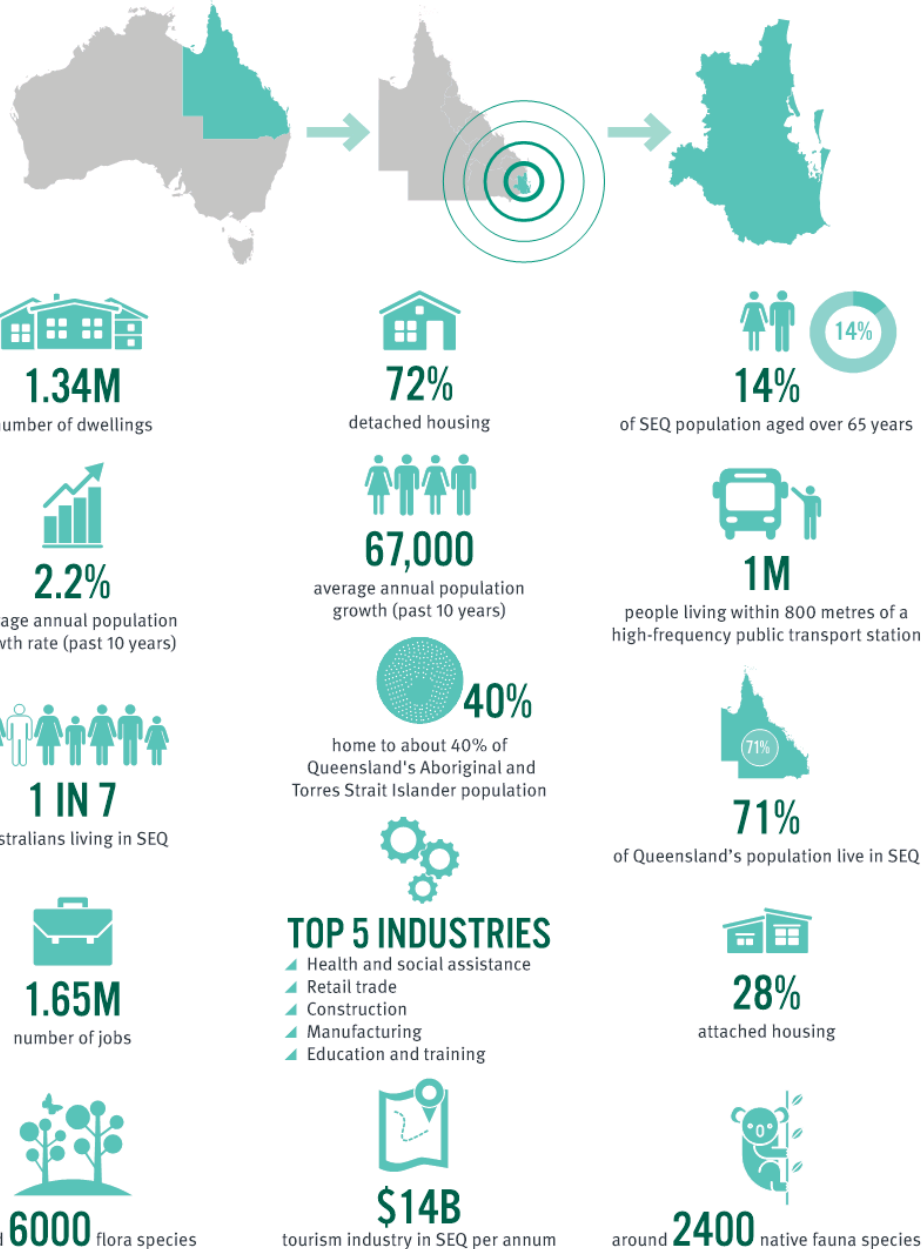 14%
1.34M
number of dwellings
72%
detached housing
14%
of SEQ population aged over 65 years
2.2%
annual population
rate (past 10 years)
67,000
average annual population
growth (past 10 years)
1M
people living within 800 metres of a
high-frequency public transport station
1 IN 7
living in SEQ
40%
home to about 40% of
Queensland's Aboriginal and
Torres Strait Islander population
71%
71%
of Queensland’s population live in SEQ
1.65M
number of jobs
TOP 5 INDUSTRIES
Health and social assistance
Retail trade
Construction
Manufacturing
Education and training
28%
attached housing
6000 flora species
$14B
tourism industry in SEQ per annum
around 2400 native fauna species